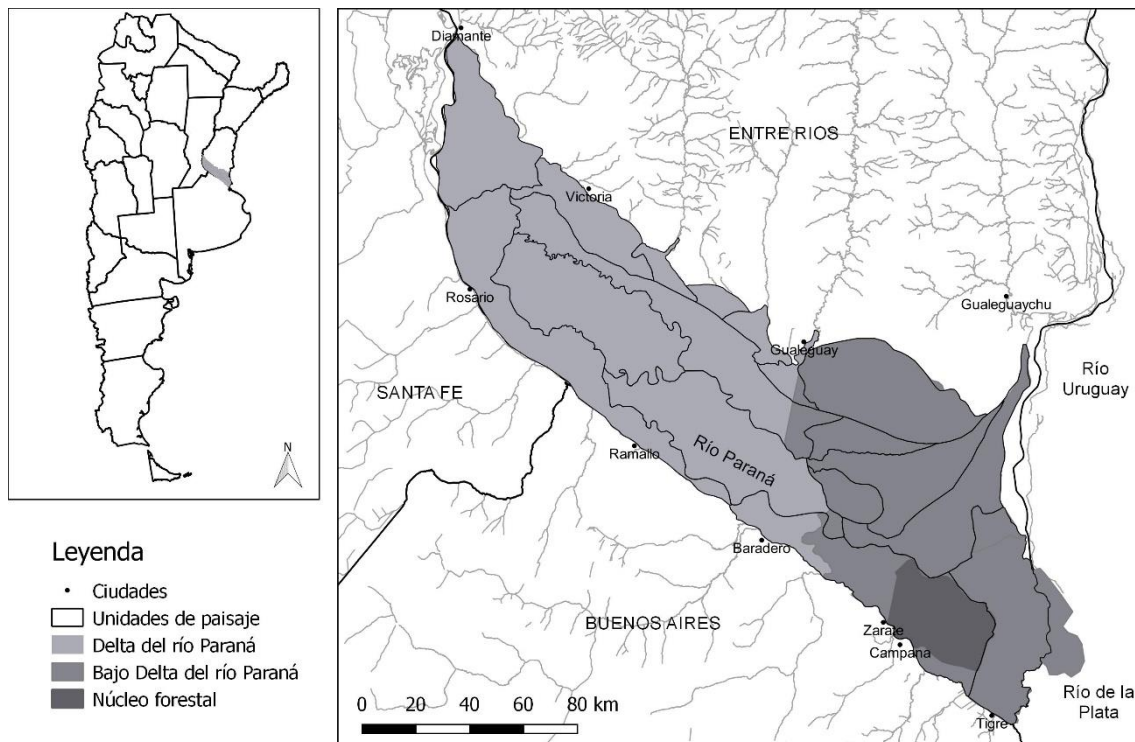 N
Leyenda
Ciudades
Unidades de paisaje
Delta del río Paraná
Bajo Delta del río Paraná
Núcleo forestal
Diamante
ENTRE RIOS
Victoria
Rosario
Gualeguaychu
Gualeguay
SANTA FE
Río
Uruguay
Ramallo
Río Paraná
Baradero
BUENOS AIRES
Zarate
Campana
Río de la
Plata
Tigre
0 20 40 60 80 km